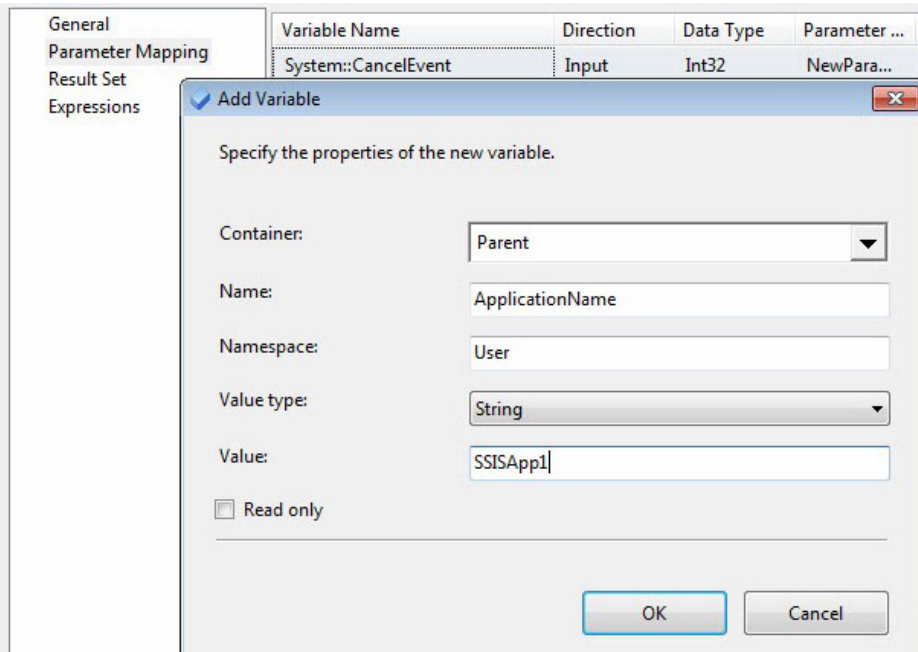 General
Parameter Mapping
Result Set
Expressions
Variable Name Direction Data Type Parameter ...
System::CancelEvent Input Int32 NewPara...
Add Variable
Specify the properties of the new variable.
Container: Parent
Name: ApplicationName
Namespace: User
Value type: String
Value: SSISApp1
Read only
OK Cancel